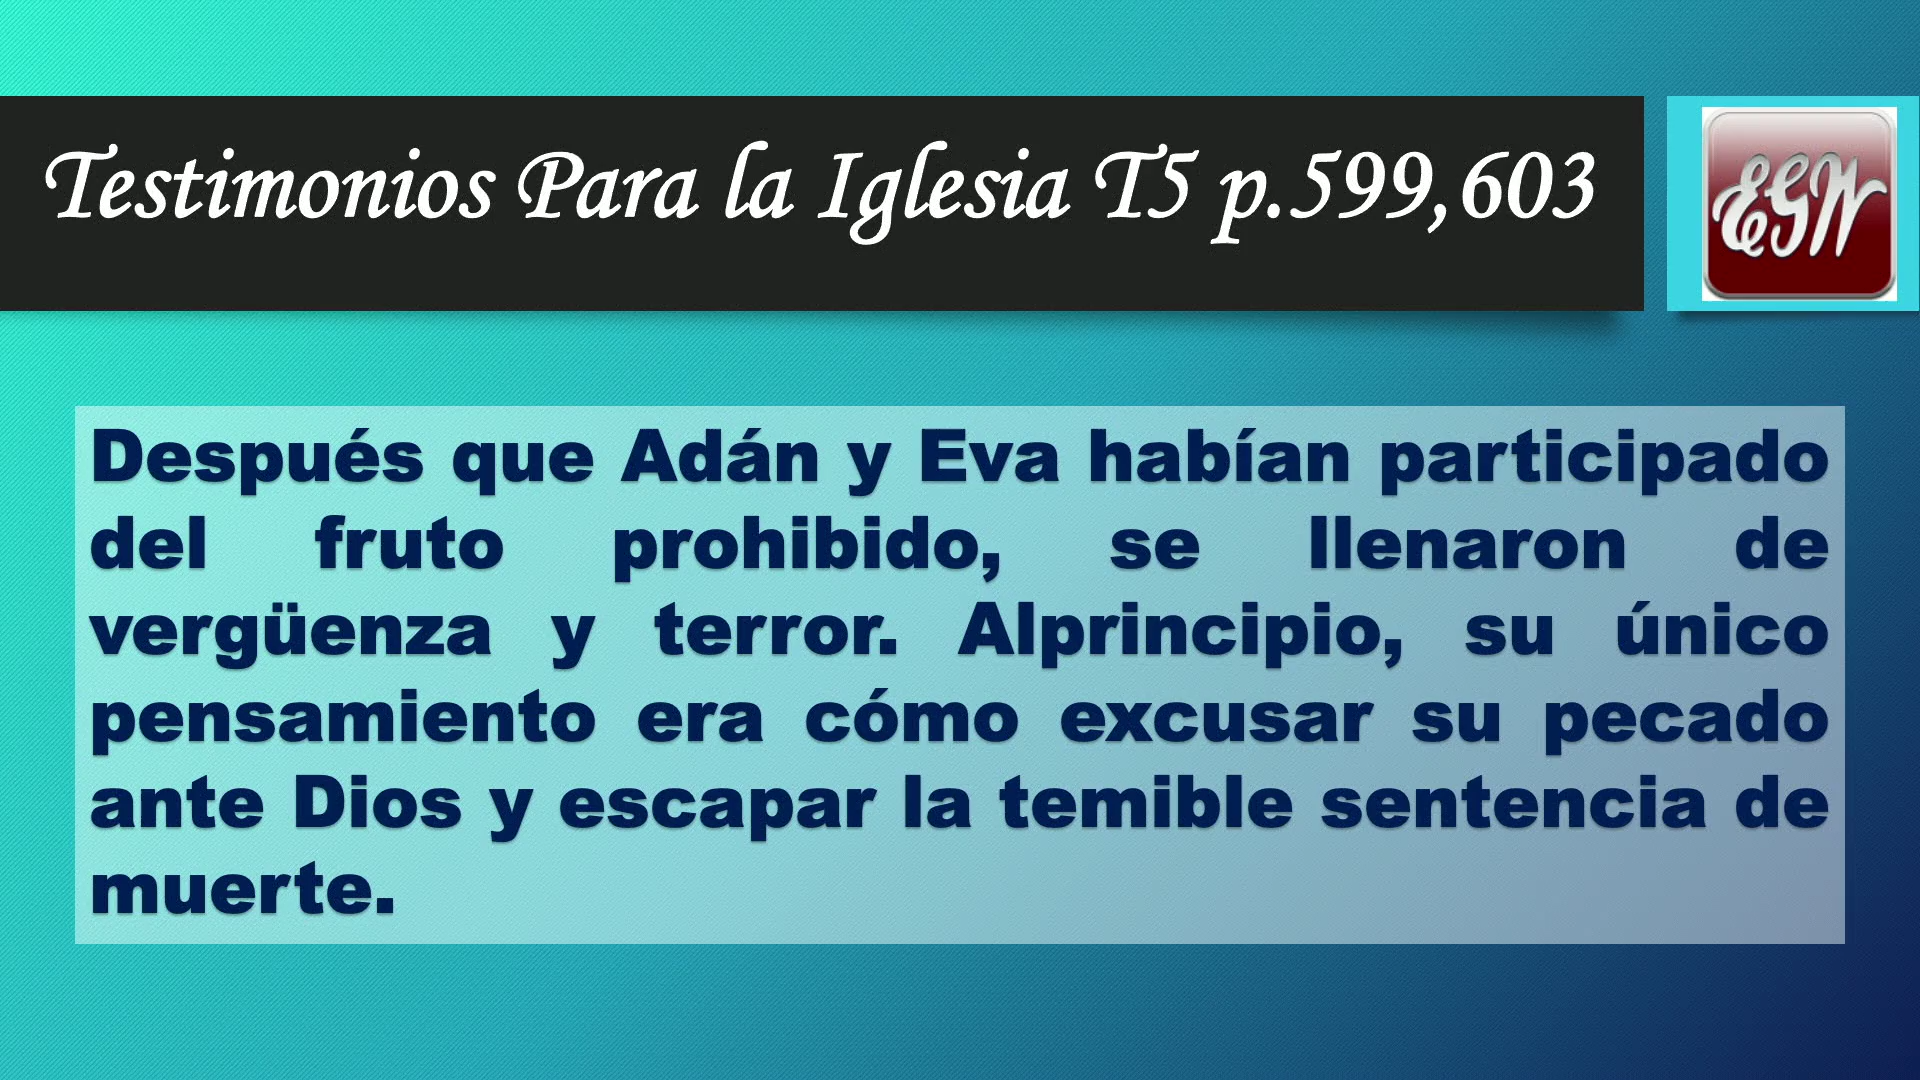 Testimonios Para la Iglesia T5 p.599,603
EGW
Después que Adán y Eva habían participado
del fruto prohibido, se llenaron de
vergüenza y terror. Alprincipio, su único
pensamiento era cómo excusar su pecado
ante Dios y escapar la temible sentencia de
muerte.